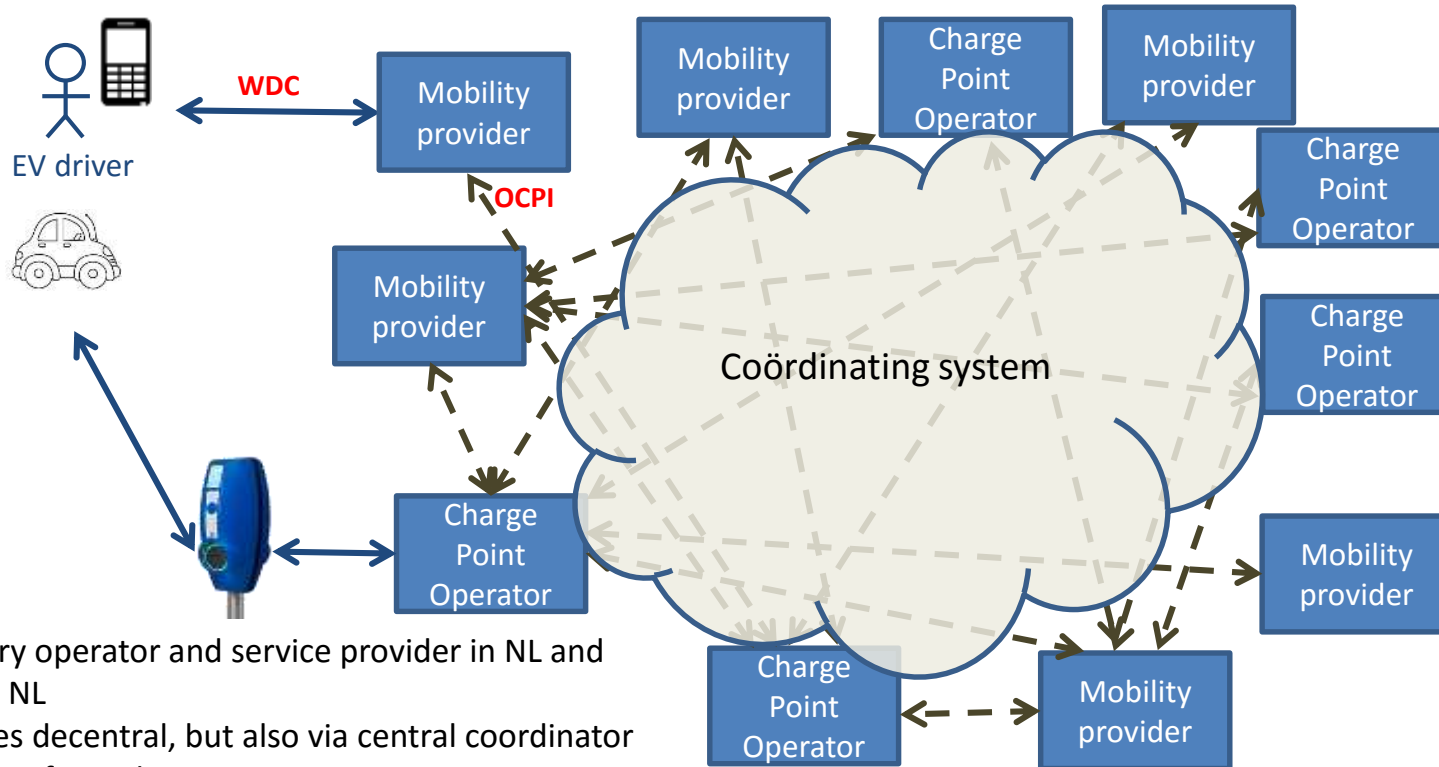 WDC
EV driver
Mobility
provider
Mobility
provider
Charge
Point
Operator
Mobility
provider
Charge
Point
Operator
OCPI
Mobility
provider
Charge
Point
Operator
Coördinating system
Charge
Point
Operator
Mobility
provider
Charge
Point
Operator
Mobility
provider
ry operator and service provider in NL and
NL
es decentral, but also via central coordinator